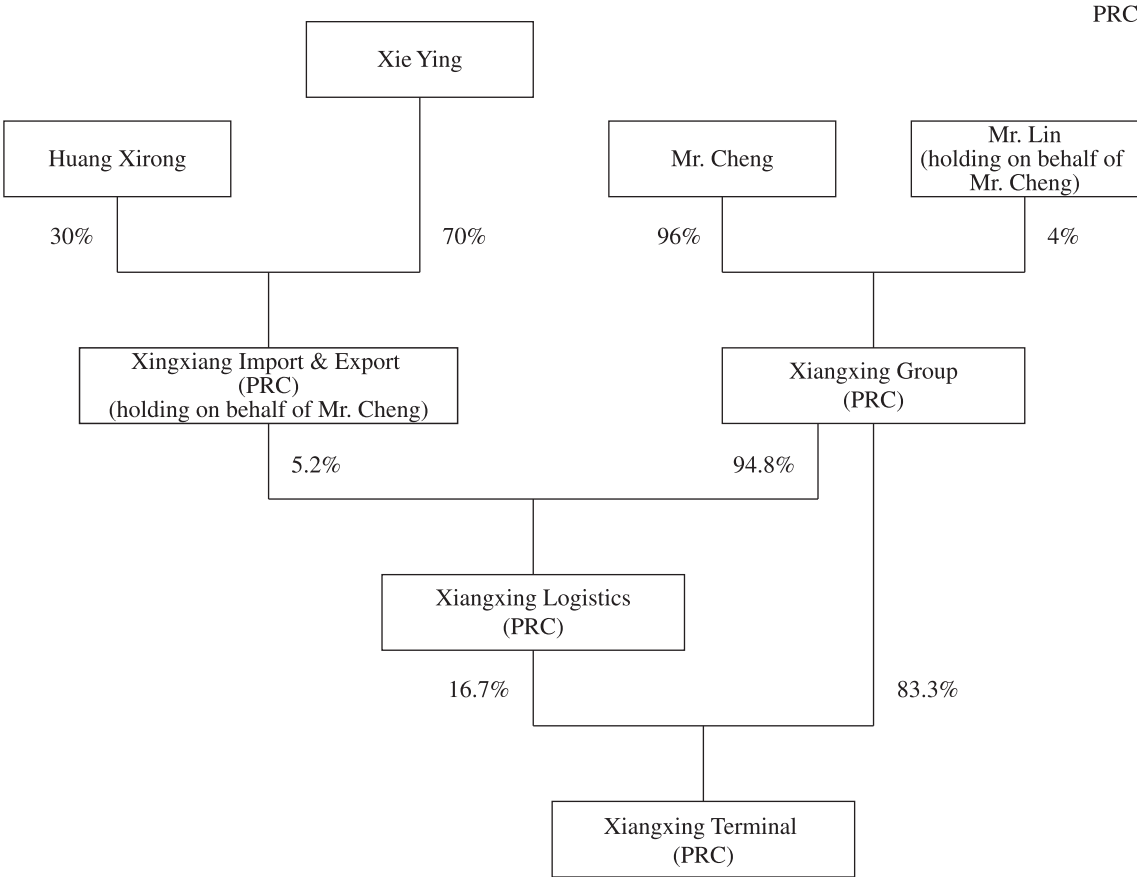 PRC
Xie Ying
Huang Xirong
Mr. Cheng
Mr. Lin
(holding on behalf of
Mr. Cheng)
30%
70%
96%
4%
Xingxiang Import & Export
(PRC)
(holding on behalf of Mr. Cheng)
Xiangxing Group
(PRC)
5.2%
94.8%
Xiangxing Logistics
(PRC)
16.7%
83.3%
Xiangxing Terminal
(PRC)